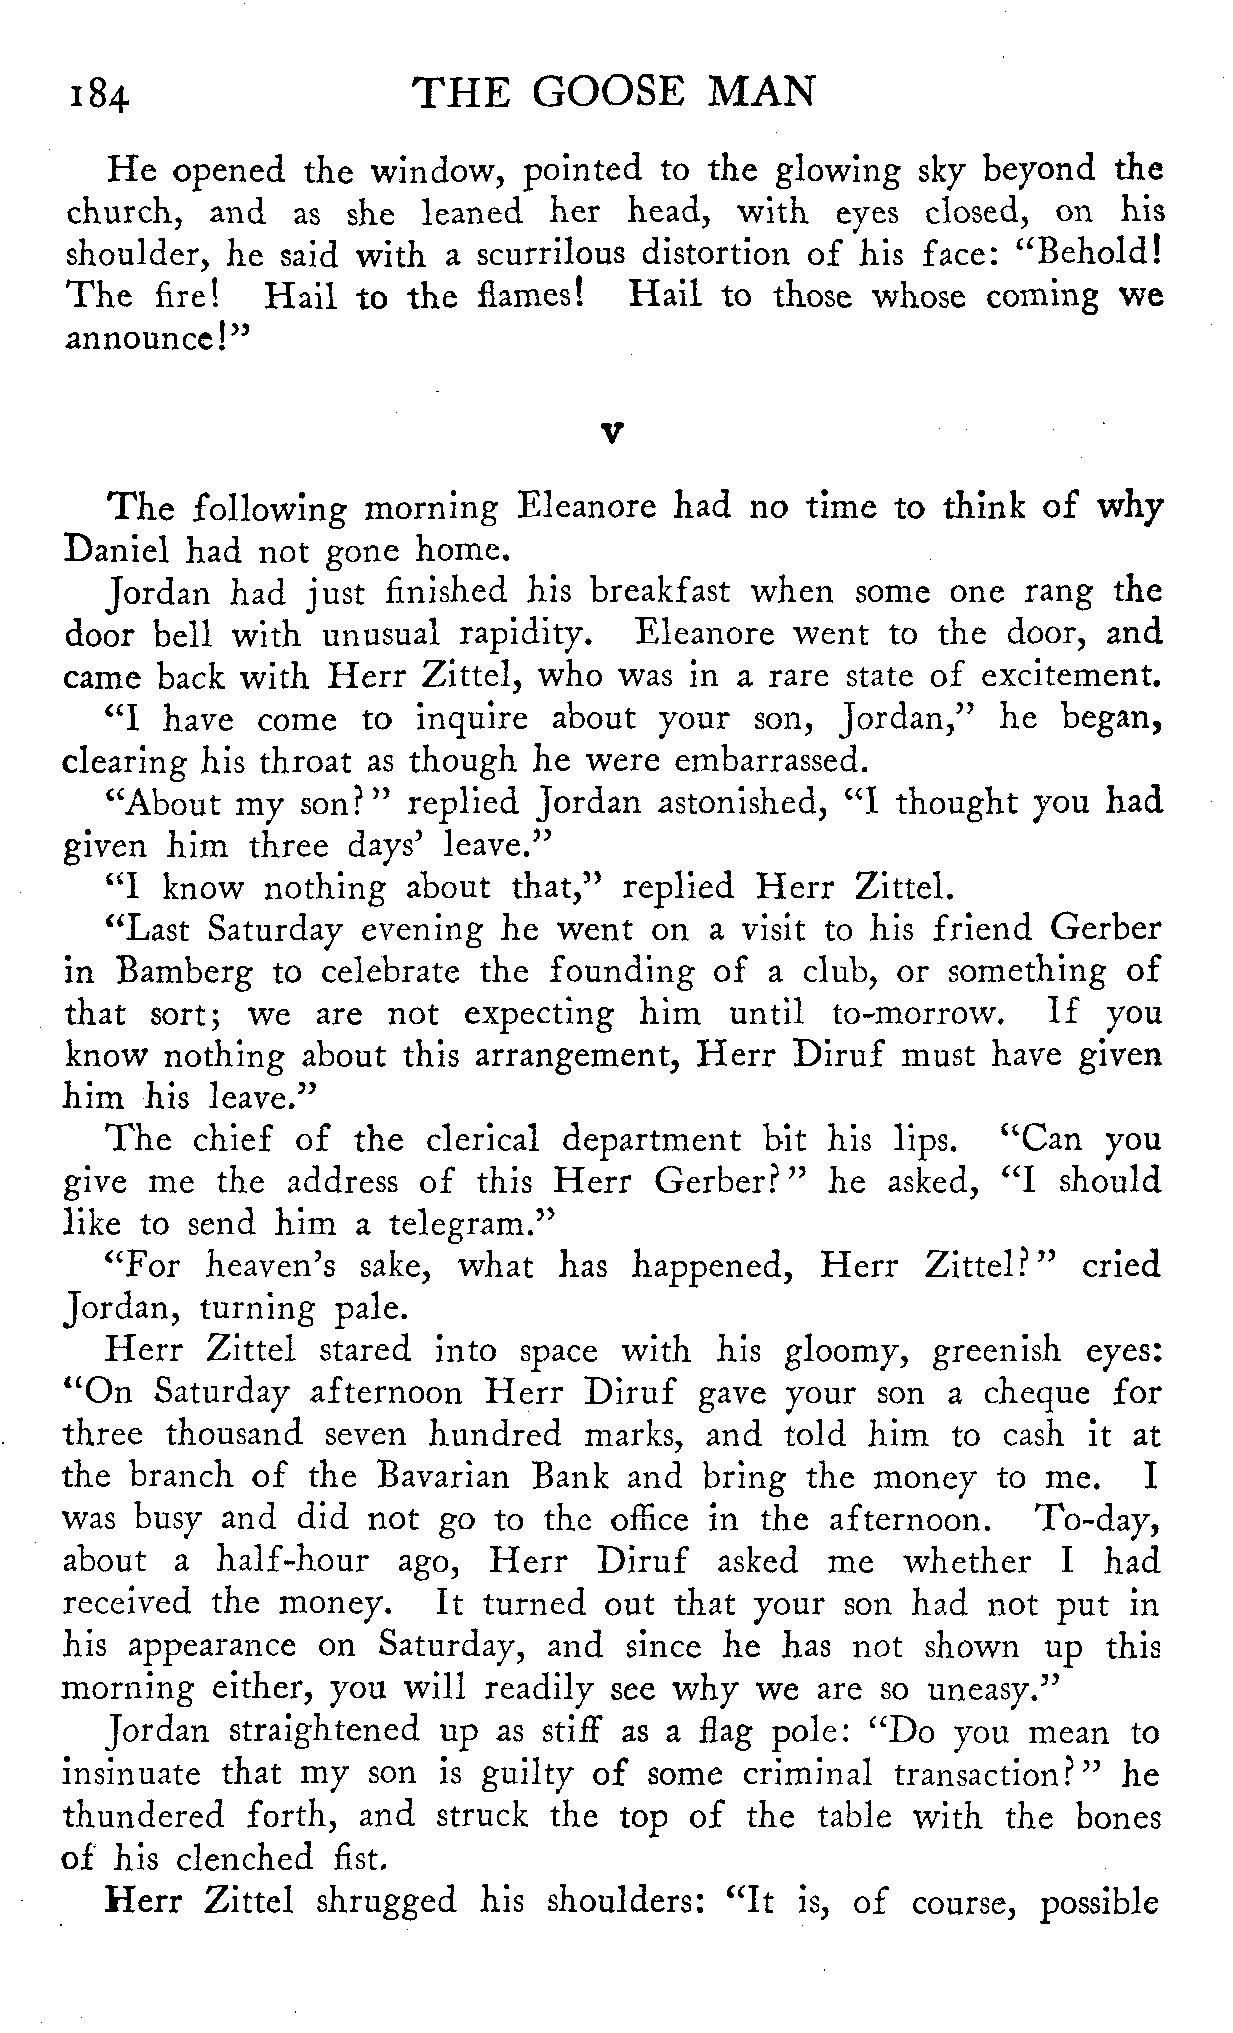 184 THE GOOSE MAN
He opened the window, pointed to the glowing sky beyond the
church, and as she leaned her head, with eyes closed, on his
shoulder, he said with a scurrilous distortion of his face: “Behold!
The fire! Hail to the flames! Hail to those whose coming we
announce!”
V
The following morning Eleanore had no time to think of why
Daniel had not gone home.
Jordan had just finished his breakfast when some one rang the
door bell with unusual rapidity. Eleanore went to the door, and
came back with Herr Zittel, who was in a rare state of excitement.
“I have come to inquire about your son, Jordan,” he began,
clearing his throat as though he were embarrassed.
“About my son?” replied Jordan astonished, “I thought you had
given him three days’ leave.”
“I know nothing about that,” replied Herr Zittel.
“Last Saturday evening he went on a visit to his friend Gerber
in Bamberg to celebrate the founding of a club, or something of
that sort; we are not expecting him until to-morrow. If you
know nothing about this arrangement, Herr Diruf must have given
him his leave.”
The chief of the clerical department bit his lips. “Can you
give me the address of this Herr Gerber?” he asked, “I should
like to send him a telegram.”
“For heaven’s sake, what has happened, Herr Zittel?” cried
Jordan, turning pale.
Herr Zittel stared into space with his gloomy, greenish eyes:
“On Saturday afternoon Herr Diruf gave your son a cheque for
three thousand seven hundred marks, and told him to cash it at
the branch of the Bavarian Bank and bring the money to me. I
was busy and did not go to the office in the afternoon. To-day,
about a half-hour ago, Herr Diruf asked me whether I had
received the money. It turned out that your son had not put in
his appearance on Saturday, and since he has not shown up this
morning either, you will readily see why we are so uneasy.”
Jordan straightened up as stiff as a flag pole: “Do you mean to
insinuate that my son is guilty of some criminal transaction?” he
thundered forth, and struck the top of the table with the bones
of his clenched fist.
Herr Zittel shrugged his shoulders: “It is, of course, possible